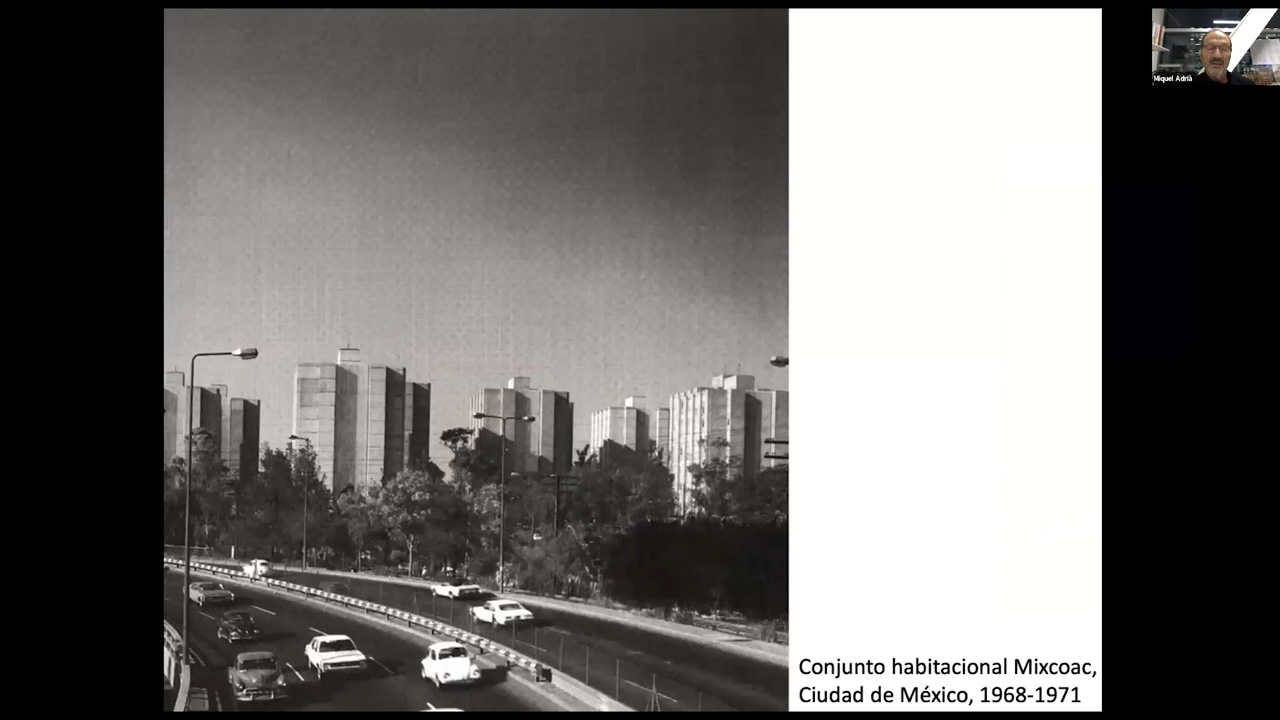 Miquel Adrià
Conjunto habitacional Mixcoac,
Ciudad de México, 1968-1971